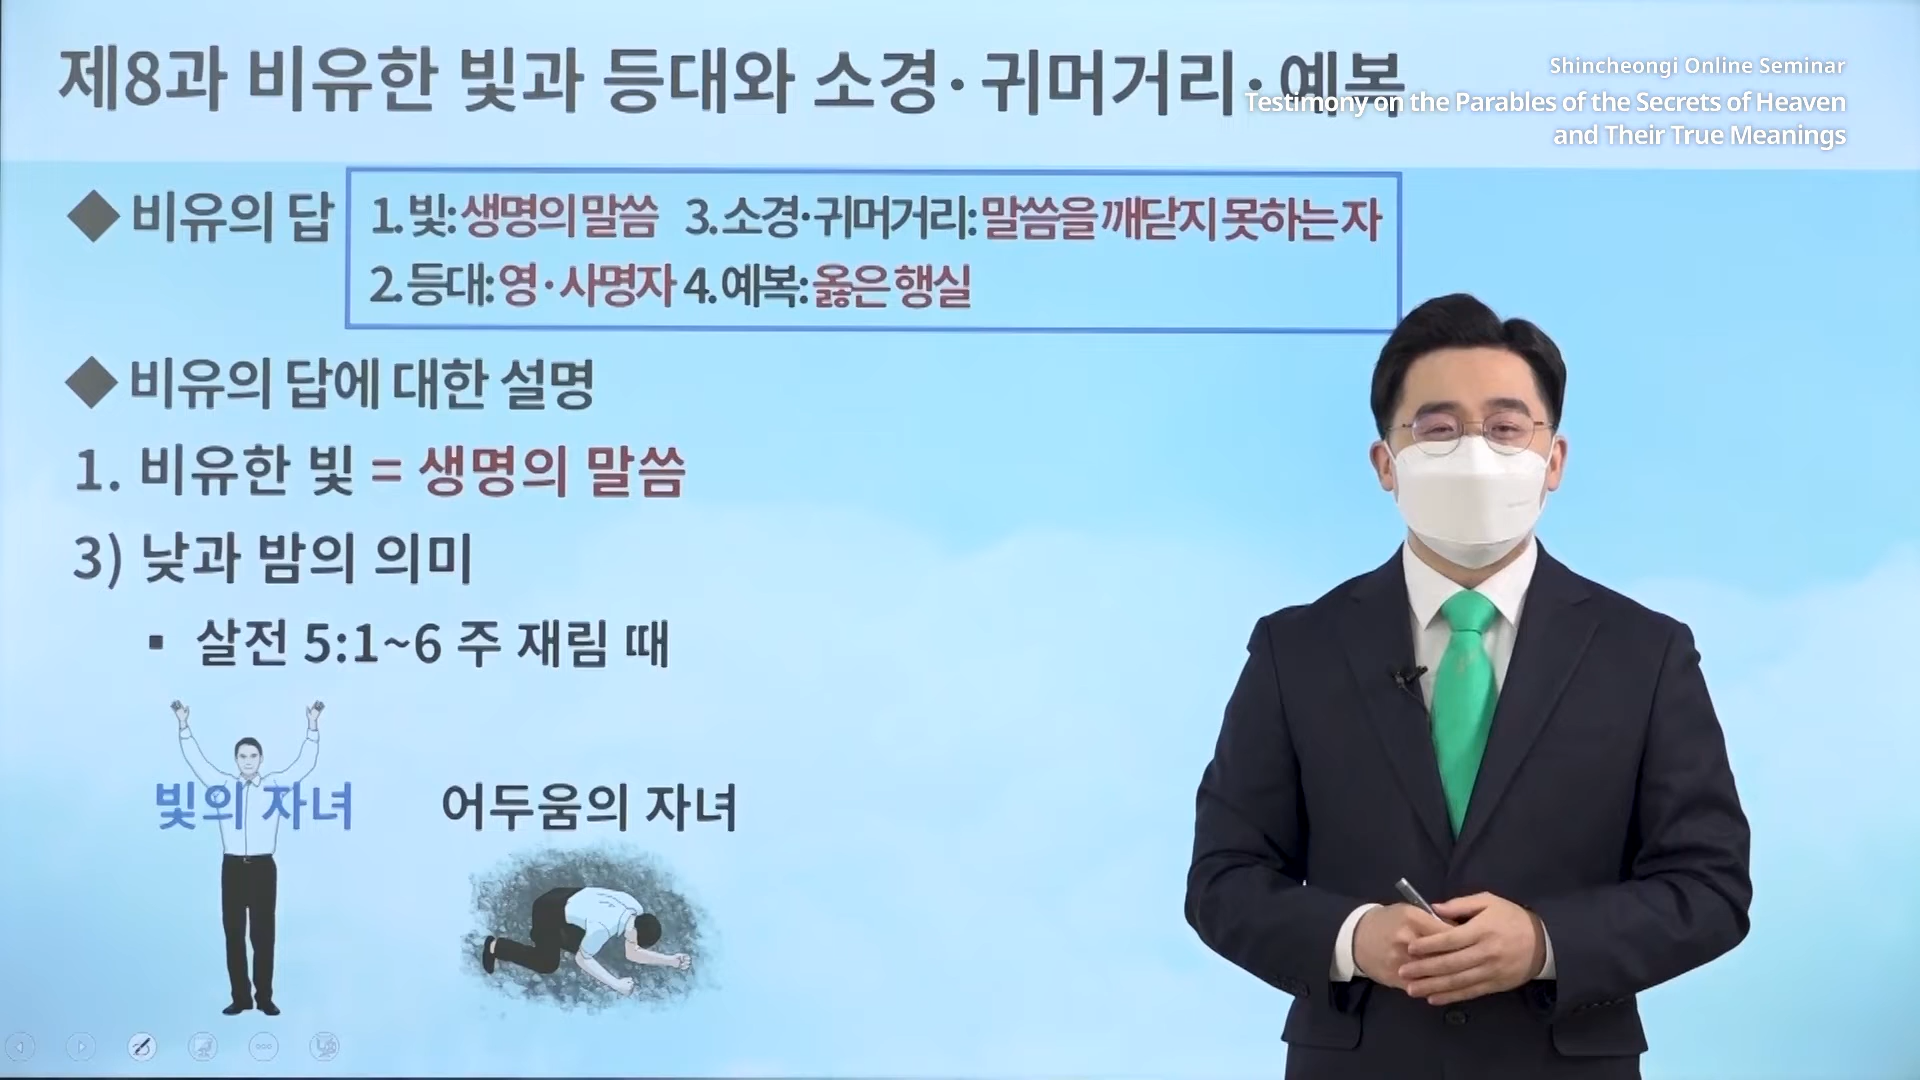 제8과 비유한 빛과 등대와 소경·귀머거리·예복
Shincheongi Online Seminar
Testimony on the Parables of the Secrets of Heaven
and Their True Meanings
◆ 비유의 답
1. 빛: 생명의 말씀 3. 소경·귀머거리: 말씀을 깨닫지 못하는 자
2. 등대: 영·사명자 4. 예복: 옳은 행실
◆ 비유의 답에 대한 설명
1. 비유한 빛 = 생명의 말씀
3) 낮과 밤의 의미
▪ 살전 5:1~6 주 재림 때
빛의 자녀 어두움의 자녀